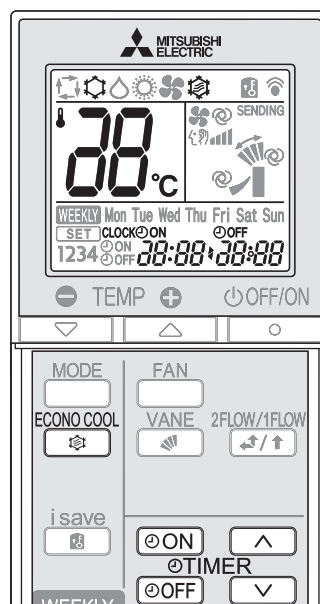 MITSUBISHI
ELECTRIC
SENDING
88°C
WEEKLY Mon Tue Wed Thu Fri Sat Sun
SET CLOCK ON OFF
1234 ON OFF 88:88 88:88
TEMP OFF/ON
MODE FAN
ECONO COOL VANE 2FLOW/1FLOW
i save
ON
TIMER
OFF